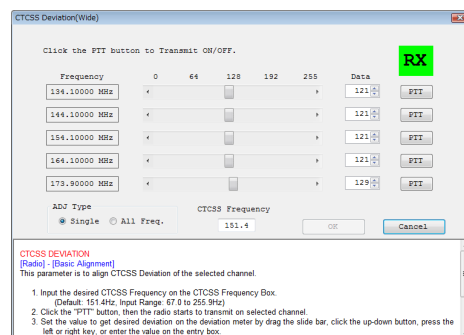 CTCSS Deviation(Wide)
Click the PTT button to Transmit ON/OFF.
RX
Frequency 0 64 128 192 255 Data
134.10000 MHz 121 PTT
144.10000 MHz 121 PTT
154.10000 MHz 121 PTT
164.10000 MHz 121 PTT
173.90000 MHz 129 PTT
ADJ Type
Single All Freq.
CTCSS Frequency
151.4
OK Cancel
CTCSS DEVIATION
[Radio] - [Basic Alignment]
This parameter is to align CTCSS Deviation of the selected channel.
1. Input the desired CTCSS Frequency on the CTCSS Frequency Box.
(Default: 151.4Hz, Input Range: 67.0 to 255.9Hz)
2. Click the "PTT" button, then the radio starts to transmit on selected channel.
3. Set the value to get desired deviation on the deviation meter by drag the slide bar, click the up-down button, press the
left or right key, or enter the value on the entry box.